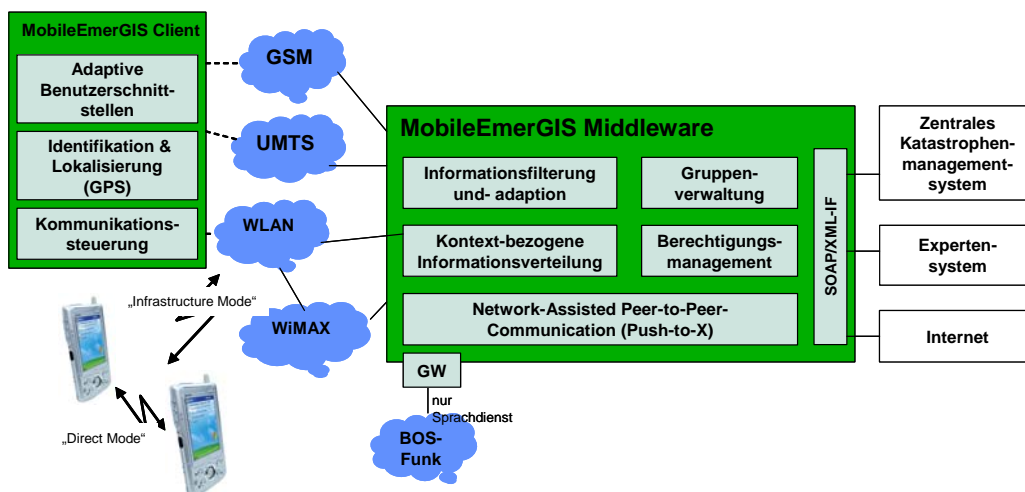 MobileEmerGIS Client
Adaptive
Benutzerschnitt-
stellen
Identifikation &
Lokalisierung
(GPS)
Kommunikations-
steuerung
GSM
UMTS
WLAN
WiMAX
„Infrastructure Mode“
„Direct Mode“
MobileEmerGIS Middleware
Informationsfilterung
und- adaption
Gruppen-
verwaltung
Kontext-bezogene
Informationsverteilung
Berechtigungs-
management
Network-Assisted Peer-to-Peer-
Communication (Push-to-X)
SOAP/XML-IF
GW
nur
Sprachdienst
BOS-
Funk
Zentrales
Katastrophen-
management-
system
Experten-
system
Internet